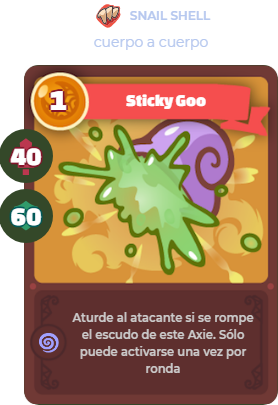 SNAIL SHELL
cuerpo a cuerpo
1
Sticky Goo
40
60
Aturde al atacante si se rompe
el escudo de este Axie. Sólo
puede activarse una vez por
ronda